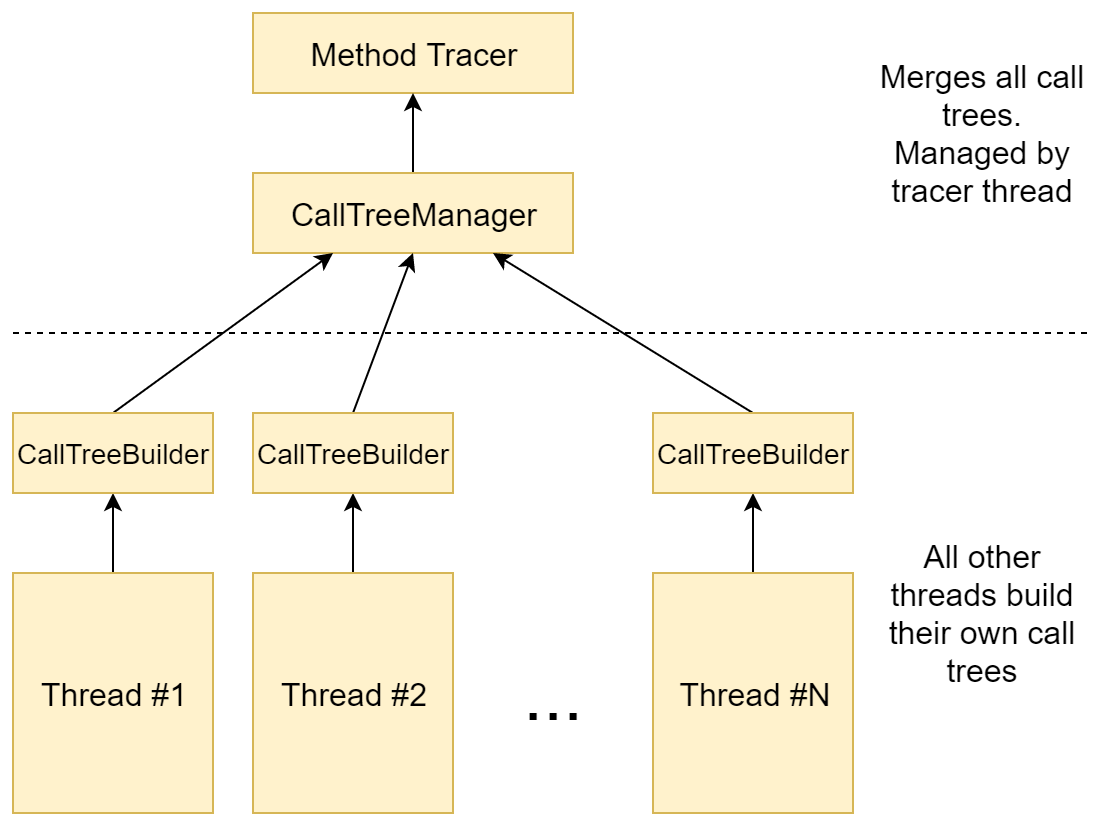 Method Tracer
Merges all call
trees.
Managed by
tracer thread
CallTreeManager
CallTreeBuilder
CallTreeBuilder
CallTreeBuilder
All other
threads build
their own call
trees
Thread #1
Thread #2
...
Thread #N